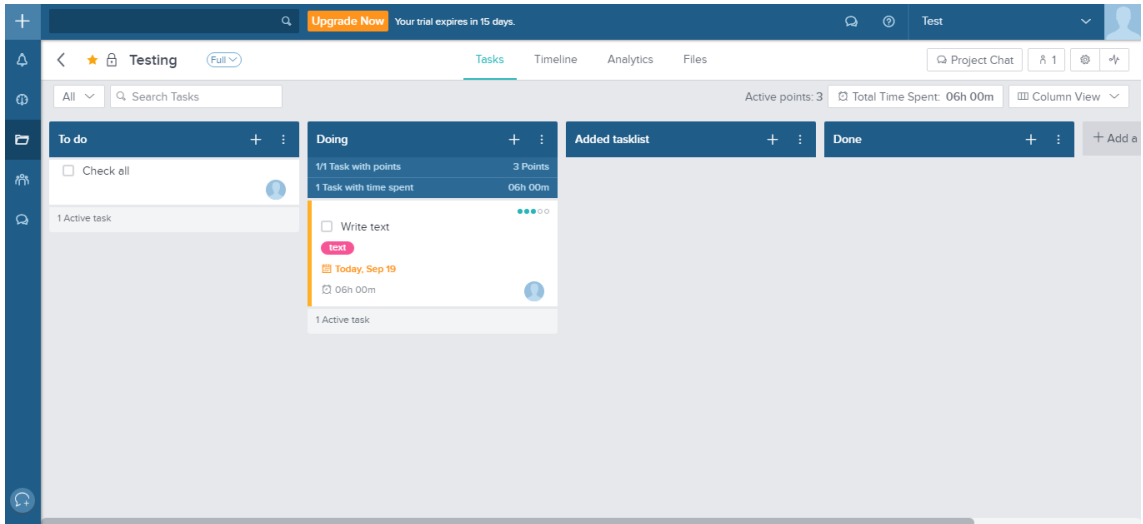 Upgrade Now Your trial expires in 15 days. Test
Testing Full Tasks Timeline Analytics Files Project Chat 1
All Search Tasks Active points: 3 Total Time Spent: 06h 00m Column View
To do Doing Added tasklist Done + Add a
1/1 Task with points 3 Points
1 Task with time spent 06h 00m
Check all
1 Active task
Write text
text
Today, Sep 19
06h 00m
1 Active task